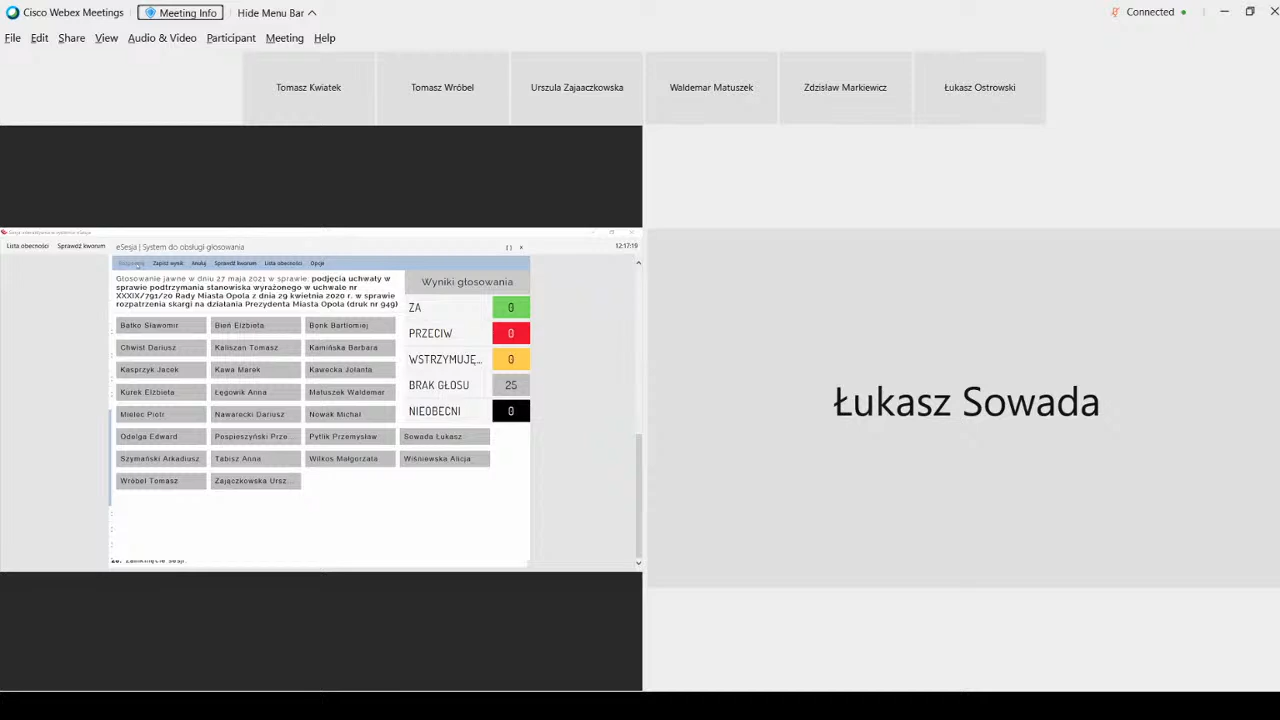 Cisco Webex Meetings
Meeting Info
Hide Menu Bar
Connected
File Edit Share View Audio & Video Participant Meeting Help
Tomasz Kwiatek
Tomasz Wróbel
Urszula Zajaaczkowska
Waldemar Matuszek
Zdzisław Markiewicz
Łukasz Ostrowski
Lista obecności Sprawdź kworum
eSesja | System do obsługi głosowania
12:17:19
Zapisz wynik Anuluj Sprawdź kworum Lista obecności Opcje
Głosowanie jawne w dniu 27 maja 2021 w sprawie: podjęcia uchwały w
sprawie podtrzymania stanowiska wyrażonego w uchwale nr
XXXIX/791/20 Rady Miasta Opola z dnia 29 kwietnia 2020 r. w sprawie
rozpatrzenia skargi na działania Prezydenta Miasta Opola (druk nr 949)
Wyniki głosowania
ZA 0
PRZECIW 0
WSTRZYMUJĘ... 0
BRAK GŁOSU 25
NIEOBECNI 0
Batko Sławomir Bień Elżbieta Bonk Bartłomiej
Chwist Dariusz Kaliszan Tomasz Kamińska Barbara
Kasprzyk Jacek Kawa Marek Kawecka Jolanta
Kurek Elżbieta Łęgowik Anna Matuszek Waldemar
Mielec Piotr Nawarecki Dariusz Nowak Michał
Odelga Edward Pospieszyński Prze... Pytlik Przemysław Sowada Łukasz
Szymański Arkadiusz Tabisz Anna Wilkos Małgorzata Wiśniewska Alicja
Wróbel Tomasz Zajączkowska Ursz...
Zamknięcie sesji.
Łukasz Sowada